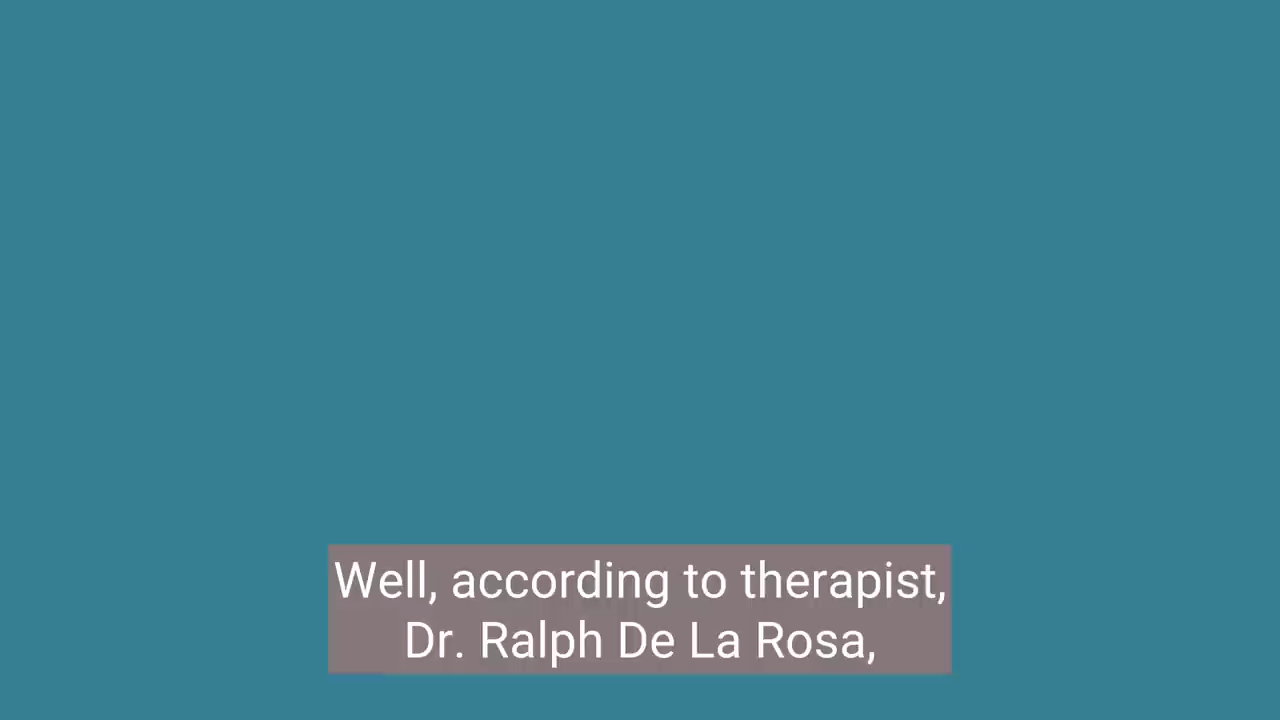 Well, according to therapist,
Dr. Ralph De La Rosa,